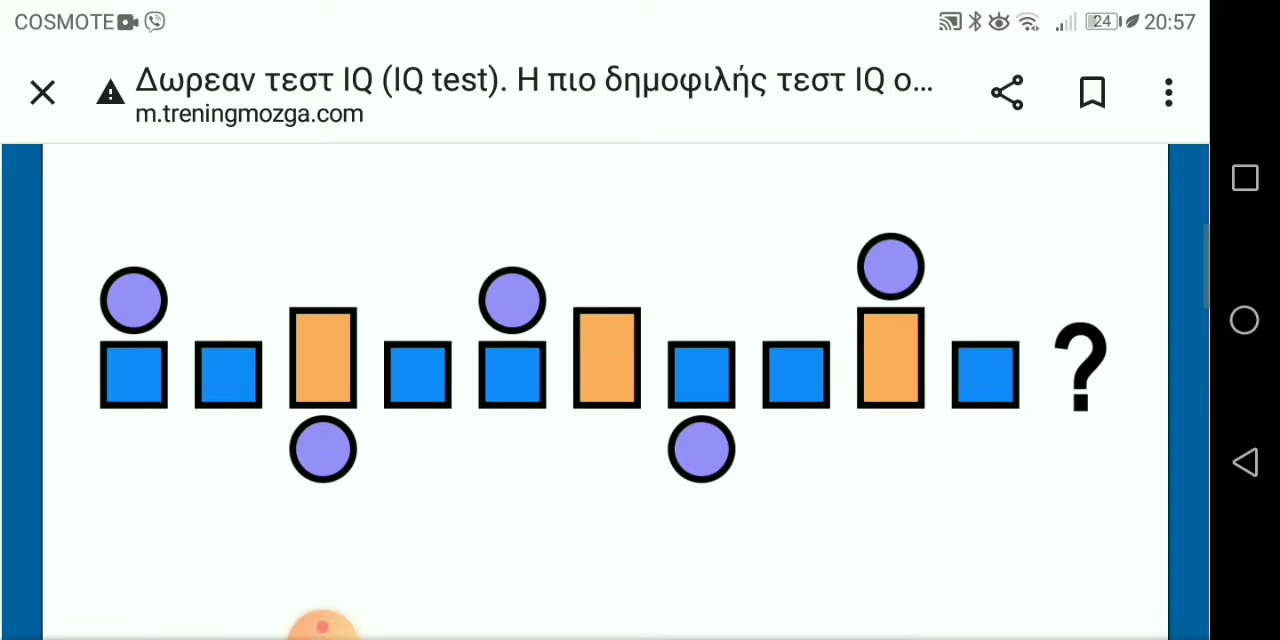 COSMOTE 24 20:57
Δωρεαν τεστ IQ (IQ test). Η πιο δημοφιλής τεστ IQ ο...
m.treningmozga.com
?